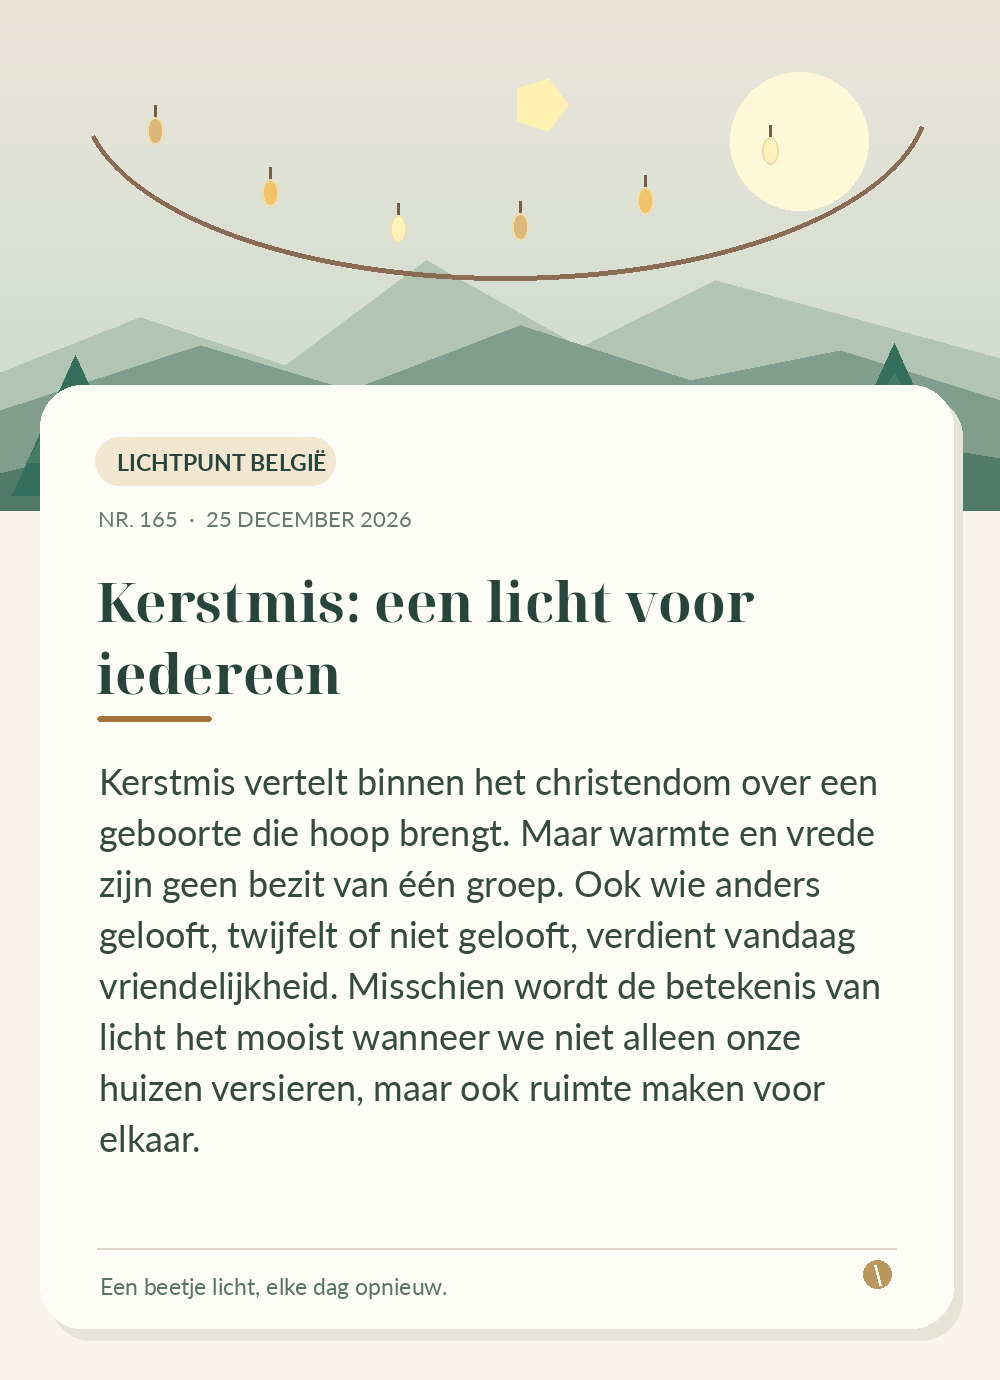 LICHTPUNT BELGIË
NR. 165 · 25 DECEMBER 2026
Kerstmis: een licht voor
iedereen
Kerstmis vertelt binnen het christendom over een
geboorte die hoop brengt. Maar warmte en vrede
zijn geen bezit van één groep. Ook wie anders
gelooft, twijfelt of niet gelooft, verdient vandaag
vriendelijkheid. Misschien wordt de betekenis van
licht het mooist wanneer we niet alleen onze
huizen versieren, maar ook ruimte maken voor
elkaar.
Een beetje licht, elke dag opnieuw.